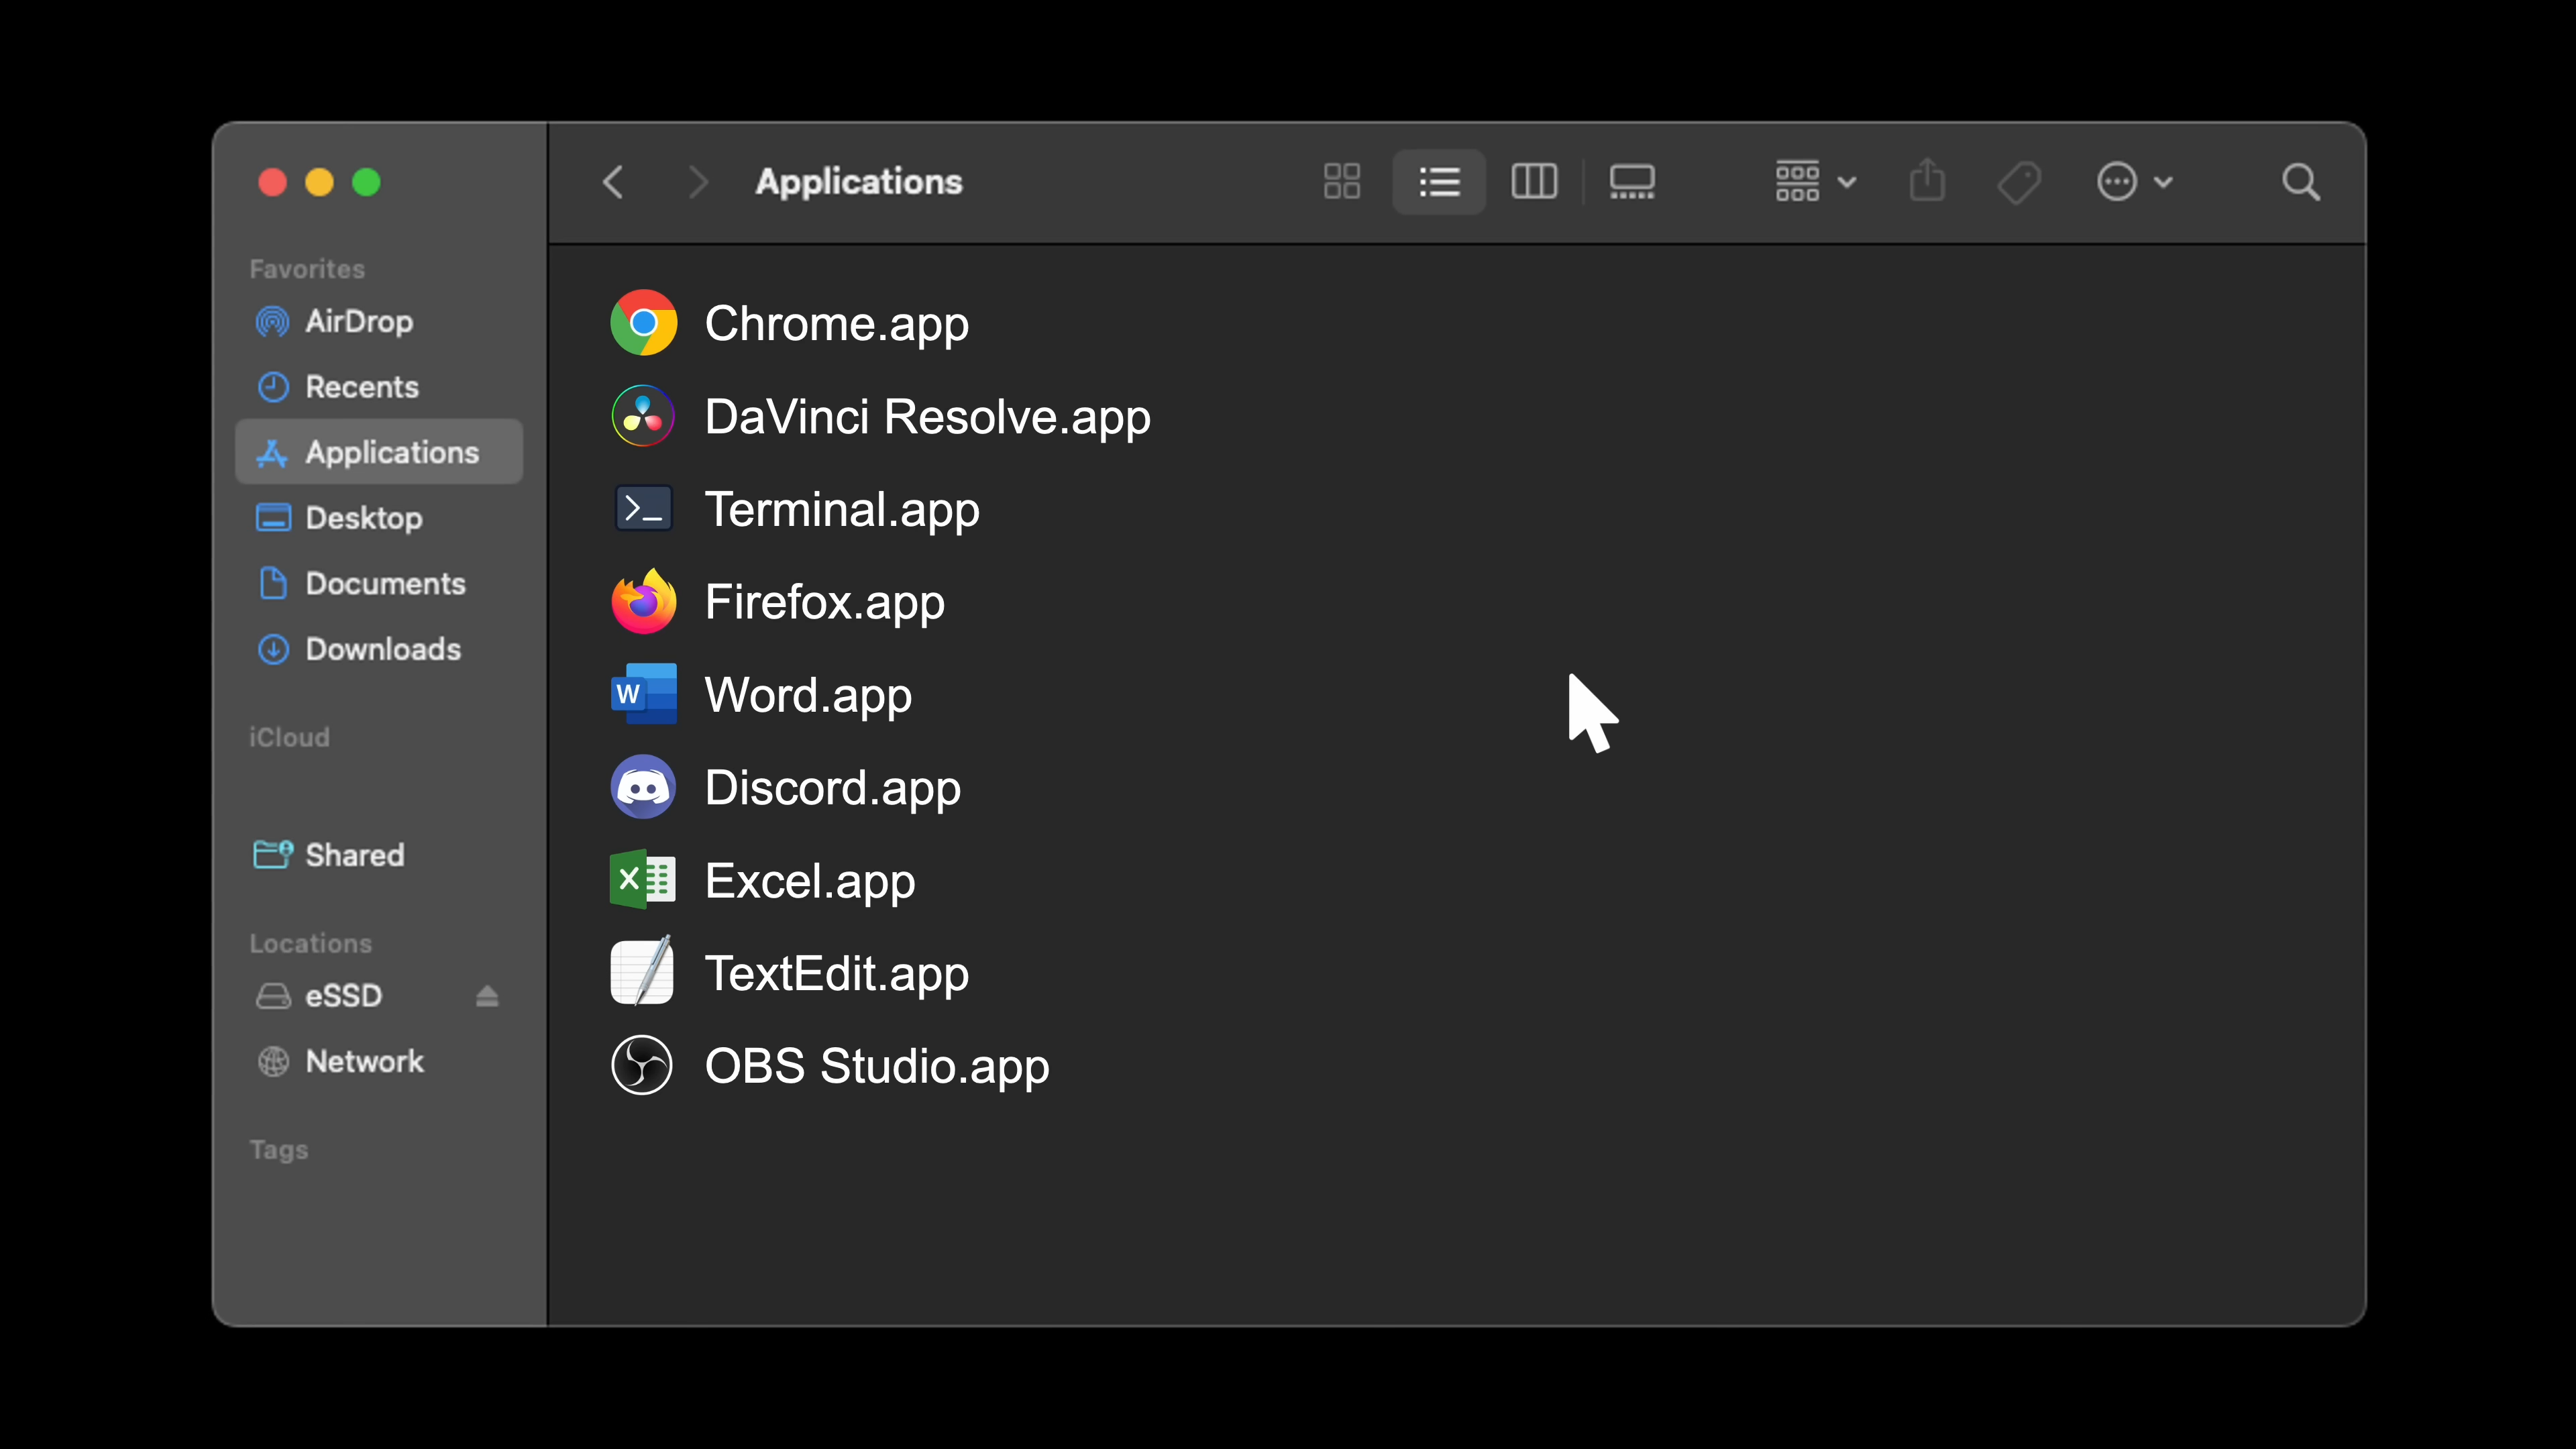 Applications
Favorites
AirDrop
Recents
Applications
Desktop
Documents
Downloads
iCloud
Shared
Locations
eSSD
Network
Tags
Chrome.app
DaVinci Resolve.app
Terminal.app
Firefox.app
W Word.app
Discord.app
X Excel.app
TextEdit.app
OBS Studio.app